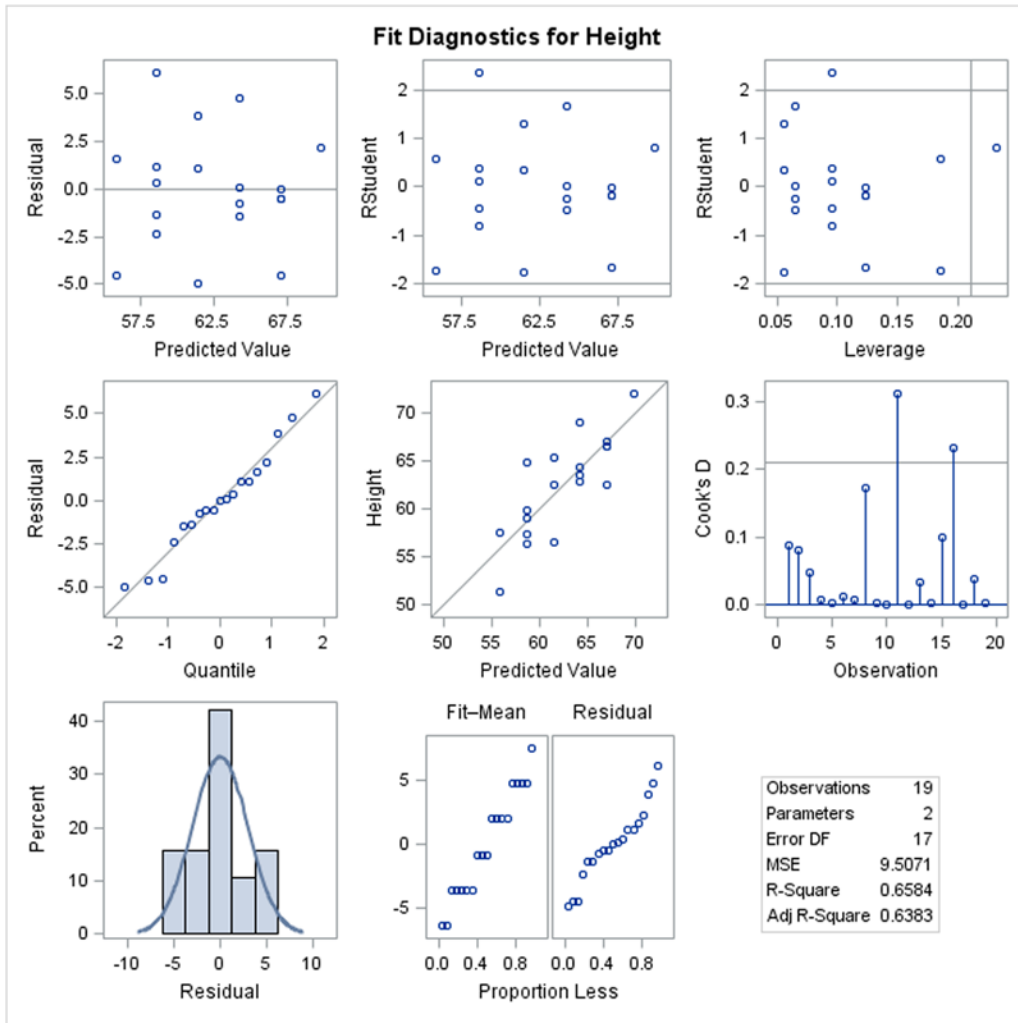 Fit Diagnostics for Height
5.0
2.5
0.0
-2.5
-5.0
Residual
57.5 62.5 67.5
Predicted Value
2
1
0
-1
-2
RStudent
57.5 62.5 67.5
Predicted Value
2
1
0
-1
-2
RStudent
0.05 0.10 0.15 0.20
Leverage
5.0
2.5
0.0
-2.5
-5.0
Residual
-2 -1 0 1 2
Quantile
70
65
60
55
50
Height
50 55 60 65 70
Predicted Value
0.3
0.2
0.1
0.0
Cook's D
0 5 10 15 20
Observation
40
30
20
10
0
Percent
-10 -5 0 5 10
Residual
Fit–Mean Residual
5
0
-5
0.0 0.4 0.8 0.0 0.4 0.8
Proportion Less
Observations 19
Parameters 2
Error DF 17
MSE 9.5071
R-Square 0.6584
Adj R-Square 0.6383